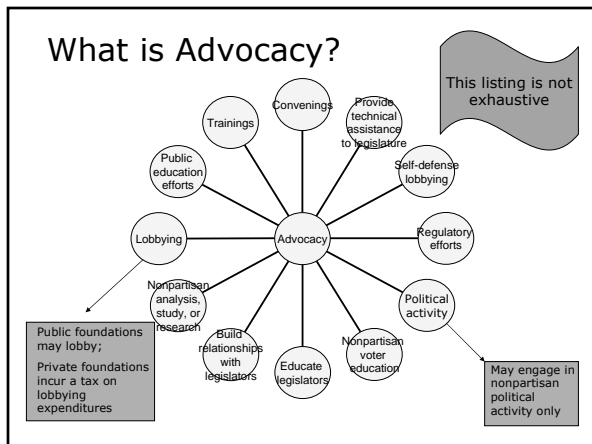 What is Advocacy?
This listing is not
exhaustive
Convenings
Provide
technical
assistance
to legislature
Trainings
Self-defense
lobbying
Public
education
efforts
Lobbying
Advocacy
Regulatory
efforts
Nonpartisan
analysis,
study, or
research
Political
activity
Build
relationships
with
legislators
Educate
legislators
Nonpartisan
voter
education
Public foundations
may lobby;
Private foundations
incur a tax on
lobbying
expenditures
May engage in
nonpartisan
political
activity only